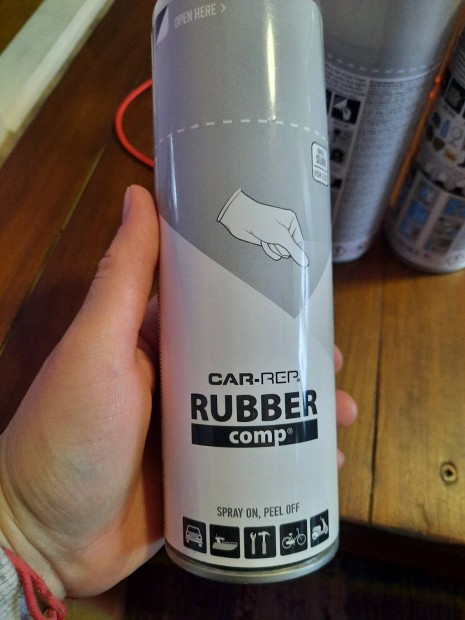 OPEN HERE >
CAR-REP®
RUBBER
comp®
SPRAY ON, PEEL OFF